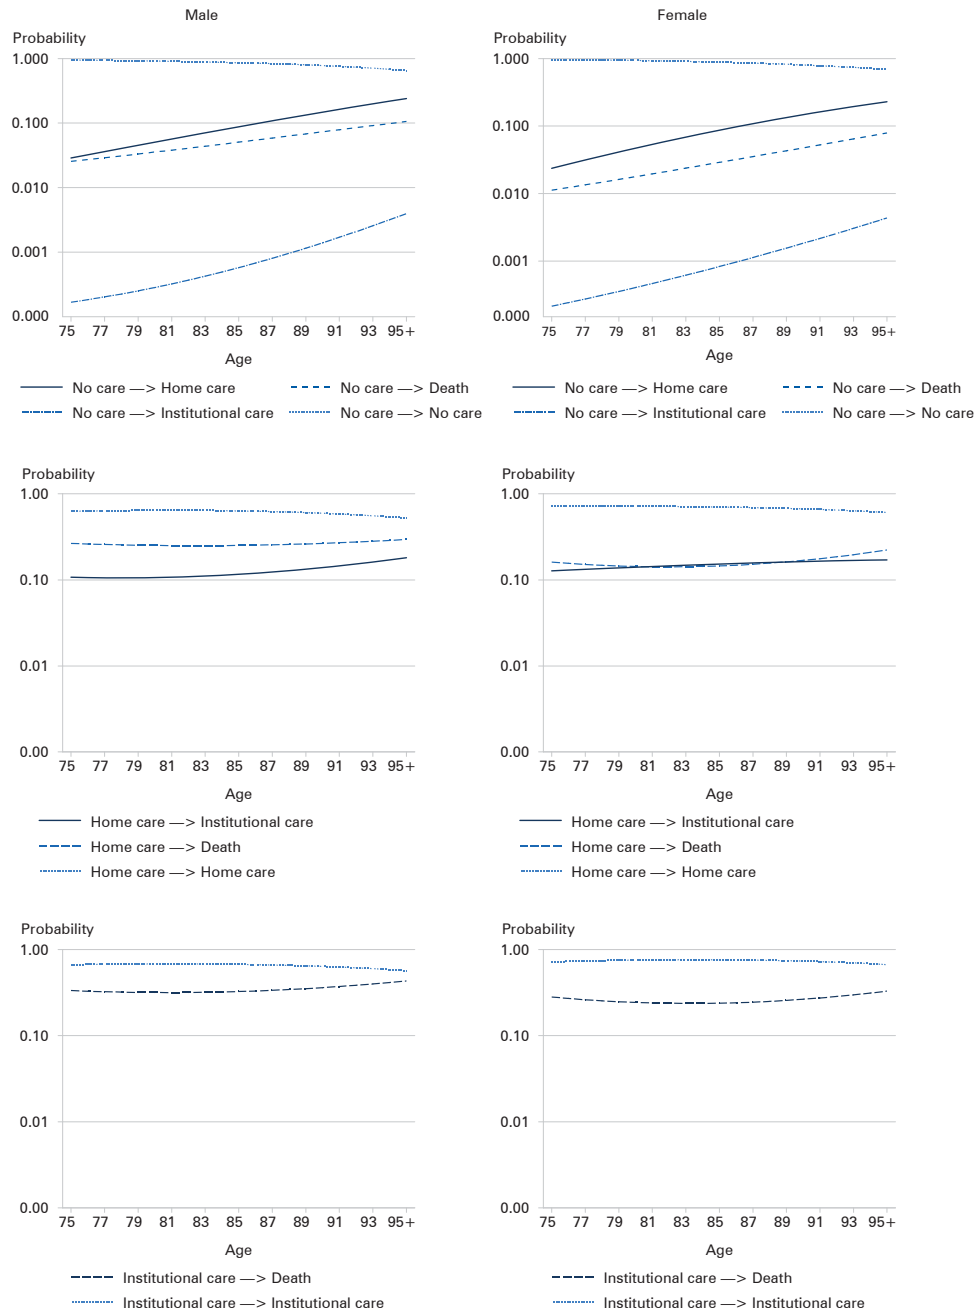 Male
Female
Probability
Probability
1.000
0.100
0.010
0.001
0.000
75 77 79 81 83 85 87 89 91 93 95+
Age
1.000
0.100
0.010
0.001
0.000
75 77 79 81 83 85 87 89 91 93 95+
Age
No care —> Home care
No care —> Death
No care —> Institutional care
No care —> No care
No care —> Home care
No care —> Death
No care —> Institutional care
No care —> No care
Probability
1.00
0.10
0.01
0.00
75 77 79 81 83 85 87 89 91 93 95+
Age
Home care —> Institutional care
Home care —> Death
Home care —> Home care
Probability
1.00
0.10
0.01
0.00
75 77 79 81 83 85 87 89 91 93 95+
Age
Home care —> Institutional care
Home care —> Death
Home care —> Home care
Probability
1.00
0.10
0.01
0.00
75 77 79 81 83 85 87 89 91 93 95+
Age
Institutional care —> Death
Institutional care —> Institutional care
Probability
1.00
0.10
0.01
0.00
75 77 79 81 83 85 87 89 91 93 95+
Age
Institutional care —> Death
Institutional care —> Institutional care